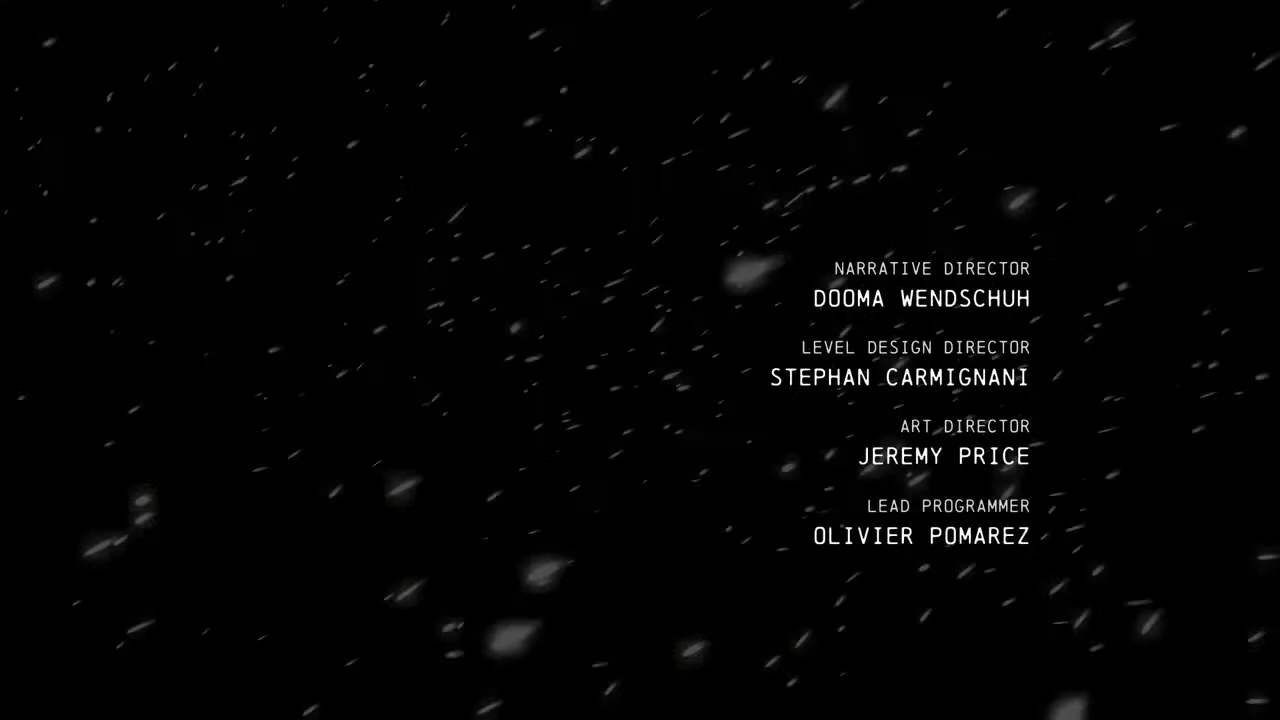 NARRATIVE DIRECTOR
DOOMA WENDSCHUH
LEVEL DESIGN DIRECTOR
STEPHAN CARMIGNANI
ART DIRECTOR
JEREMY PRICE
LEAD PROGRAMMER
OLIVIER POMAREZ